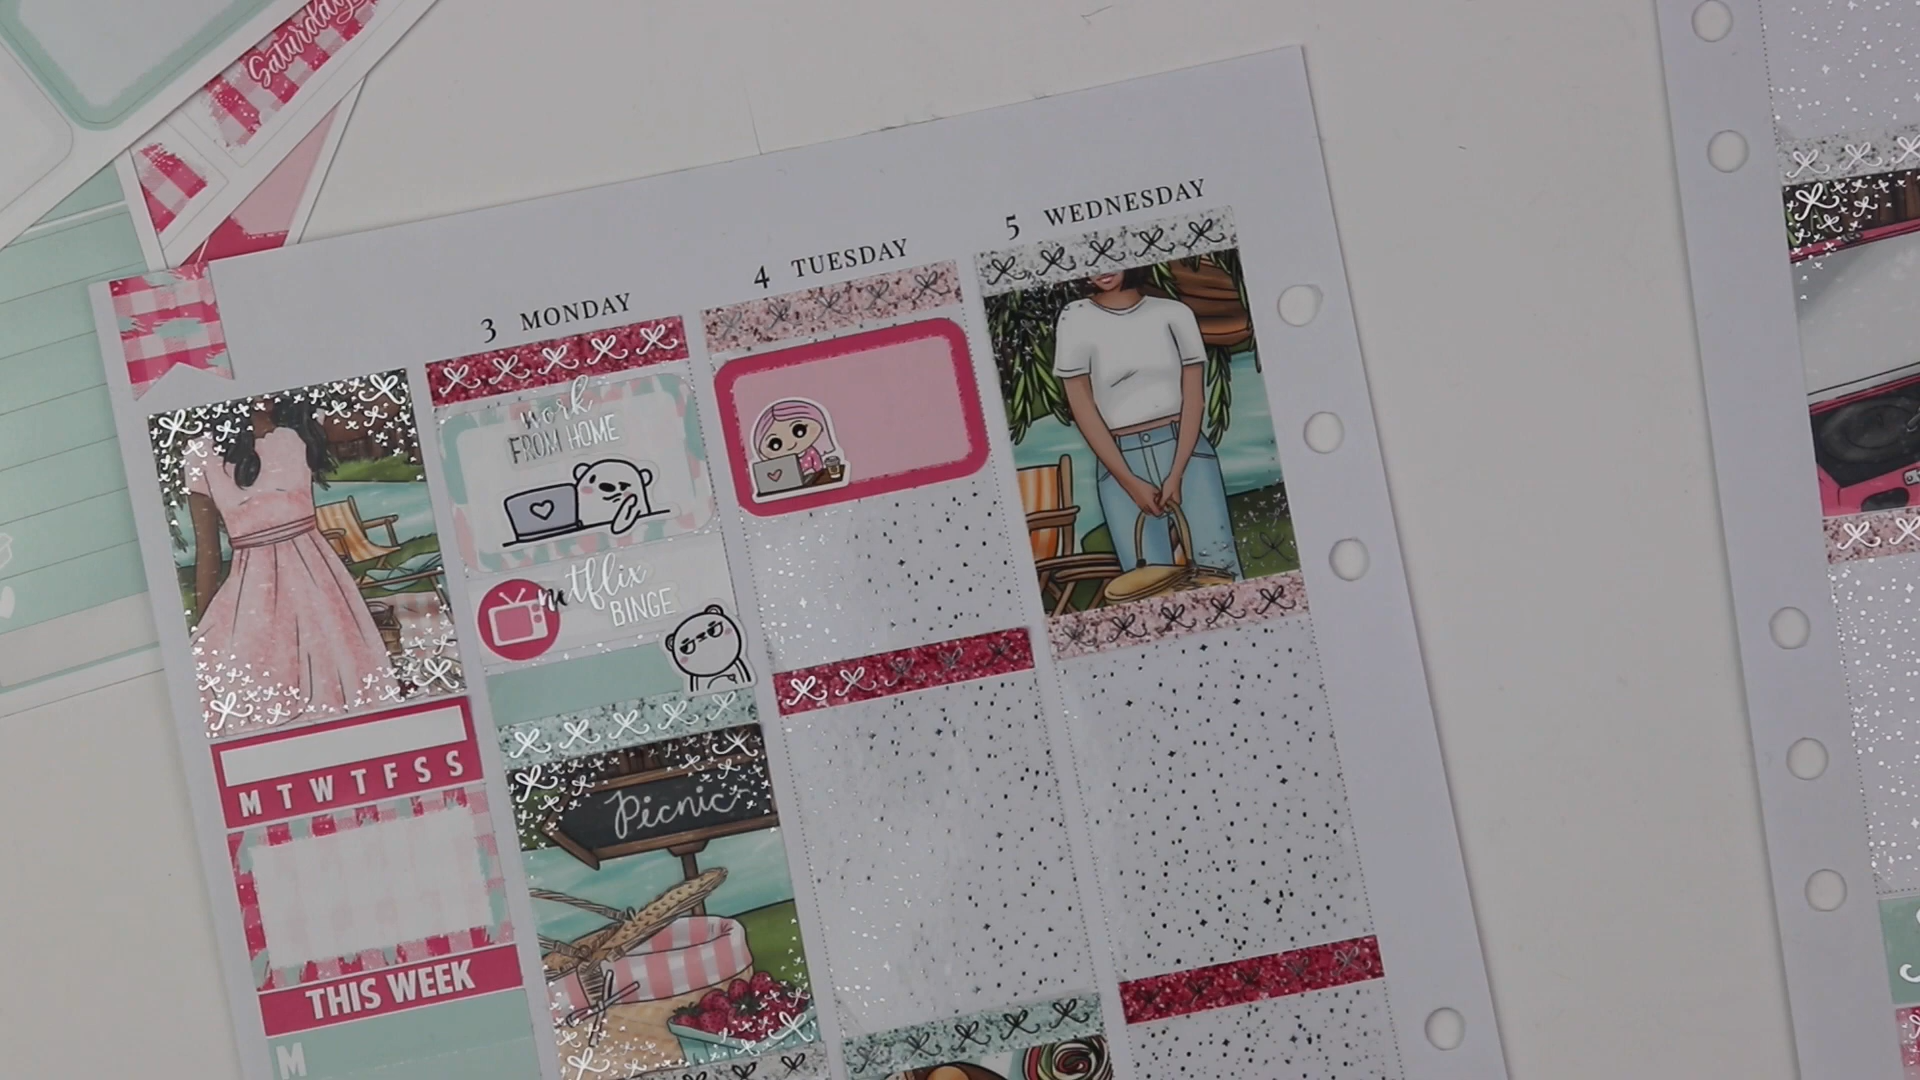 Saturday
3 MONDAY
4 TUESDAY
5 WEDNESDAY
work
FROM HOME
netflix
BINGE
M T W T F S S
Picnic
THIS WEEK
M